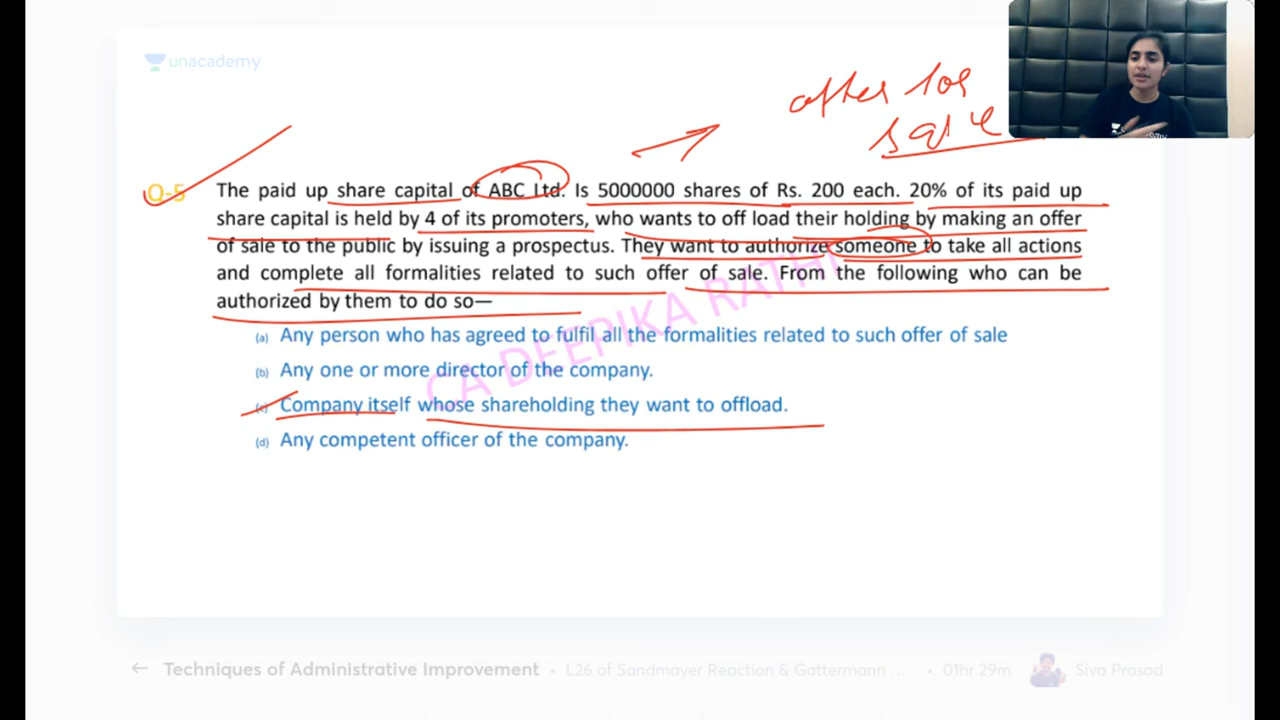 unacademy
after for
sale
Q-5 The paid up share capital of ABC Ltd. Is 5000000 shares of Rs. 200 each. 20% of its paid up
share capital is held by 4 of its promoters, who wants to off load their holding by making an offer
of sale to the public by issuing a prospectus. They want to authorize someone to take all actions
and complete all formalities related to such offer of sale. From the following who can be
authorized by them to do so—
(a) Any person who has agreed to fulfil all the formalities related to such offer of sale
(b) Any one or more director of the company.
(c) Company itself whose shareholding they want to offload.
(d) Any competent officer of the company.
CA DEEPIKA RATHI
← Techniques of Administrative Improvement • L26 of Sandmayer Reaction & Gattermann ... • 01hr 29m Siva Prasad